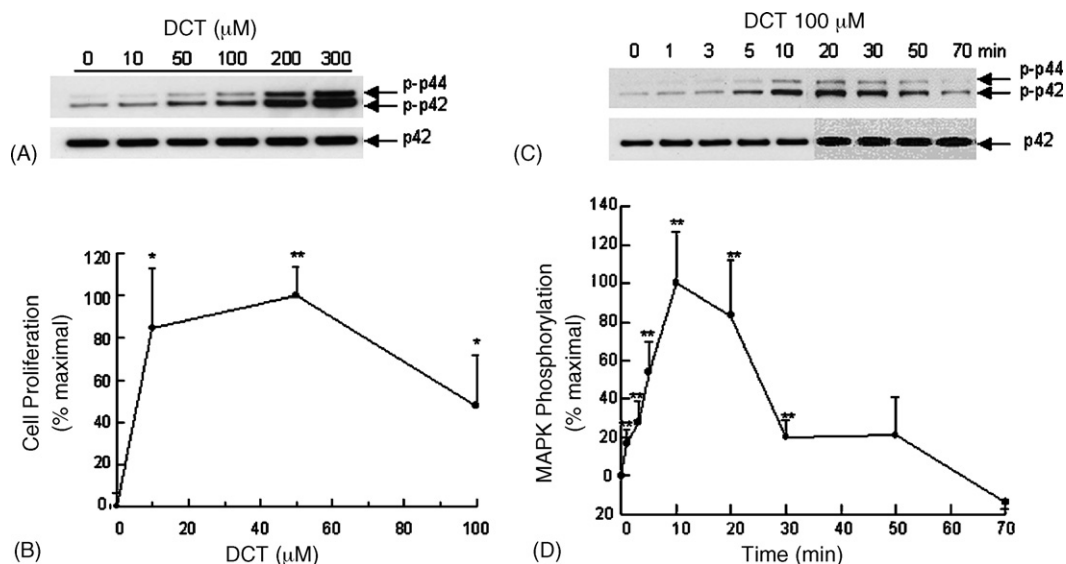 DCT (μM)
0 10 50 100 200 300
p-p44
p-p42
p42
(A)
DCT 100 μM
0 1 3 5 10 20 30 50 70 min
p-p44
p-p42
p42
(C)
Cell Proliferation
(% maximal)
120
100
80
60
40
20
0
* ** *
0 20 40 60 80 100
DCT (μM)
(B)
MAPK Phosphorylation
(% maximal)
140
120
100
80
60
40
20
0
20
** ** ** ** ** **
0 10 20 30 40 50 60 70
Time (min)
(D)